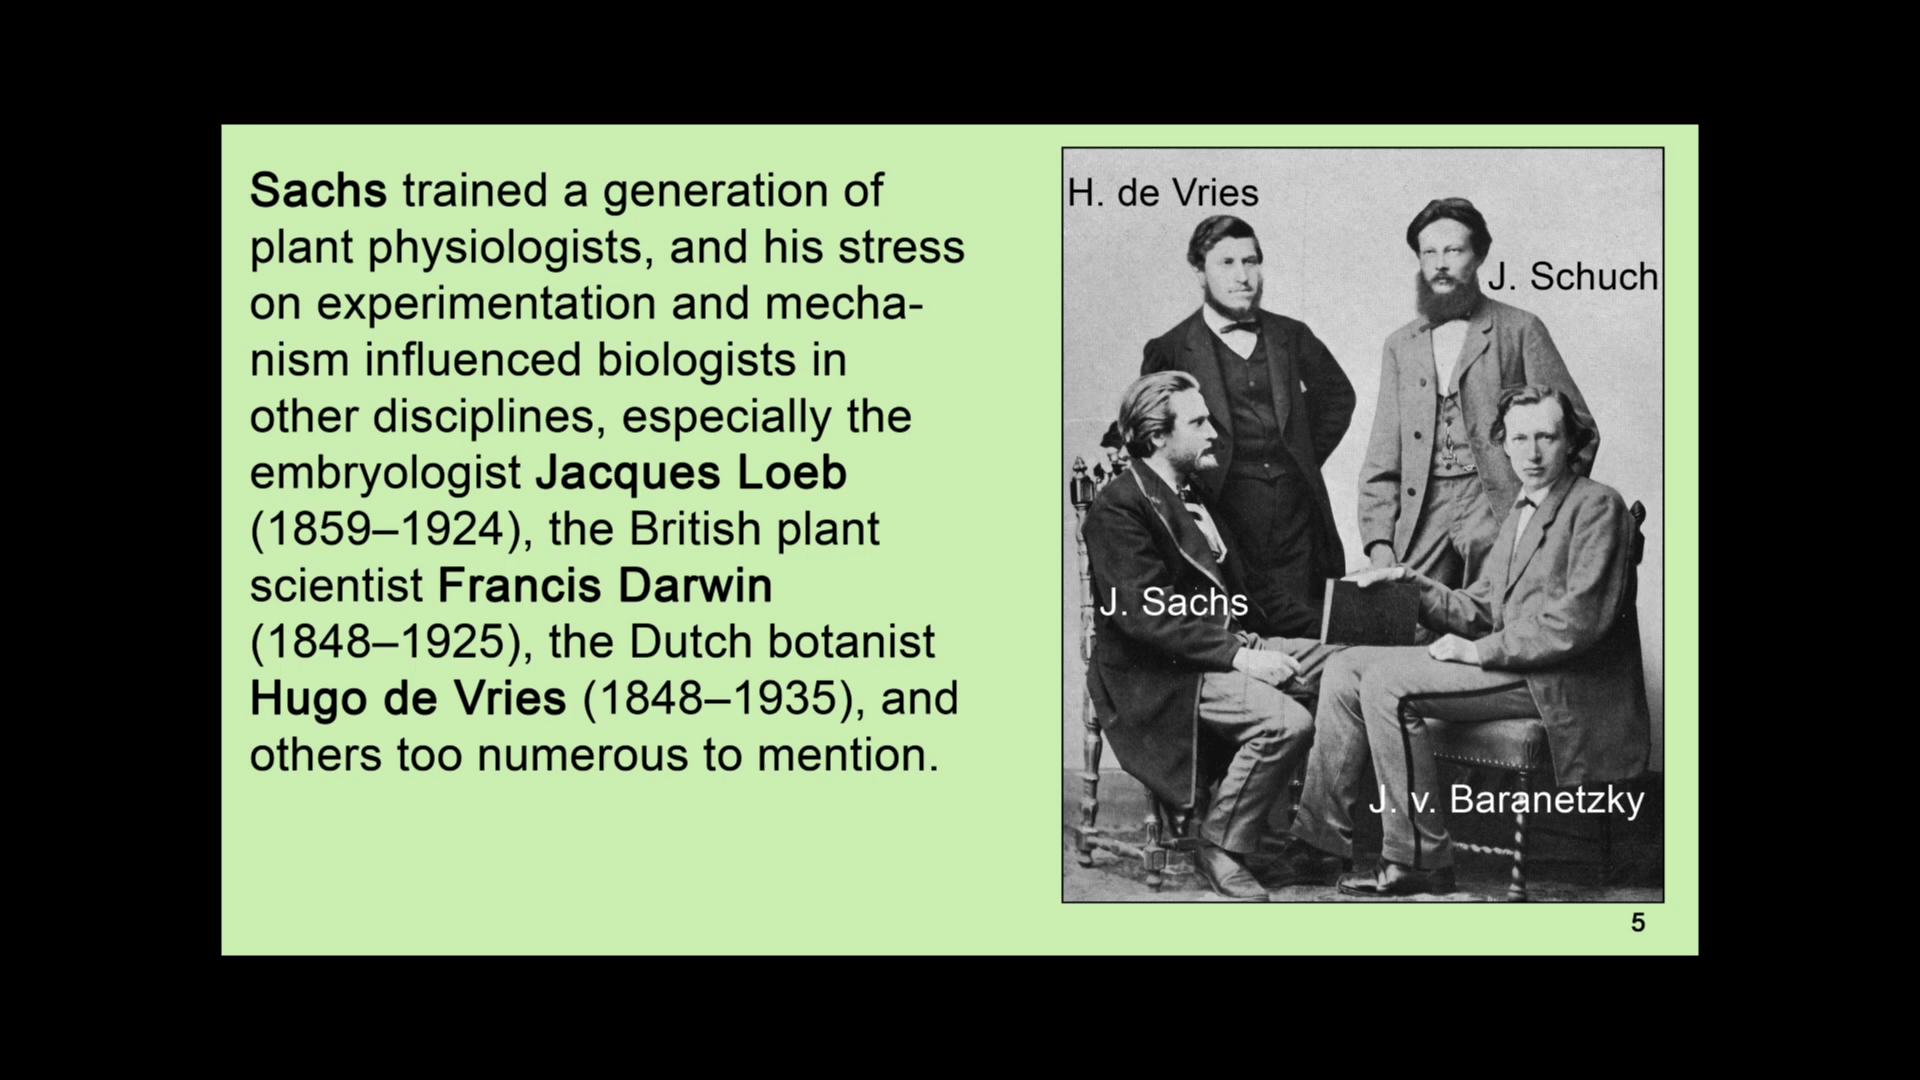 Sachs trained a generation of
plant physiologists, and his stress
on experimentation and mecha-
nism influenced biologists in
other disciplines, especially the
embryologist Jacques Loeb
(1859–1924), the British plant
scientist Francis Darwin
(1848–1925), the Dutch botanist
Hugo de Vries (1848–1935), and
others too numerous to mention.
H. de Vries
J. Schuch
J. Sachs
J. v. Baranetzky
5